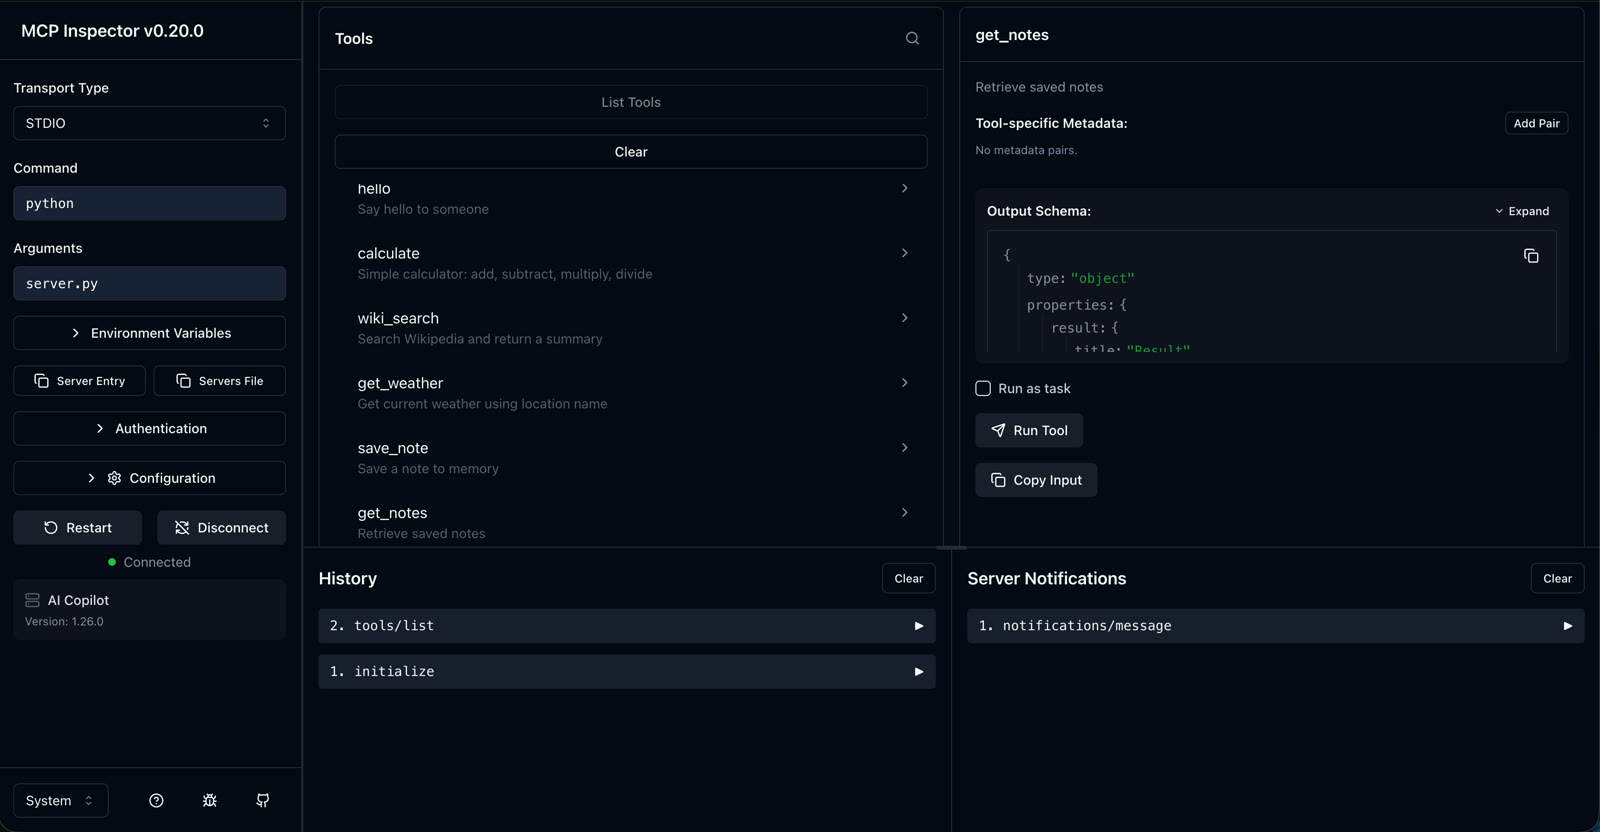 MCP Inspector v0.20.0
Transport Type
STDIO
Command
python
Arguments
server.py
Environment Variables
Server Entry
Servers File
Authentication
Configuration
Restart
Disconnect
Connected
AI Copilot
Version: 1.26.0
System
Tools
List Tools
Clear
hello
Say hello to someone
calculate
Simple calculator: add, subtract, multiply, divide
wiki_search
Search Wikipedia and return a summary
get_weather
Get current weather using location name
save_note
Save a note to memory
get_notes
Retrieve saved notes
get_notes
Retrieve saved notes
Tool-specific Metadata:
Add Pair
No metadata pairs.
Output Schema:
Expand
{
type: "object"
properties: {
result: {
title: "Result"
Run as task
Run Tool
Copy Input
History
Clear
2. tools/list
1. initialize
Server Notifications
Clear
1. notifications/message